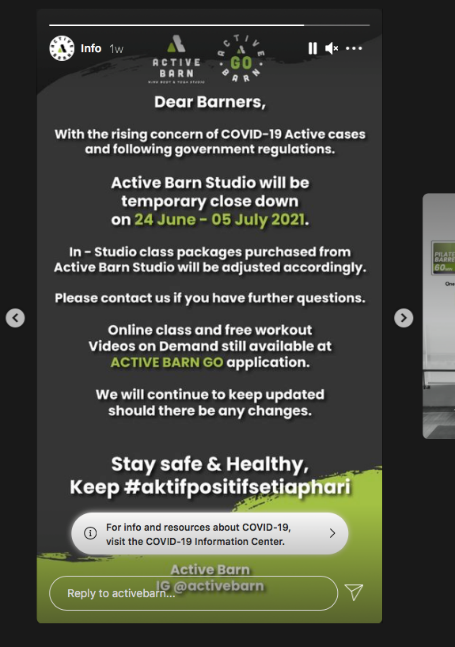 Info 1w
ACTIVE
BARN
ACTIVE
GO
BARN
Dear Barners,
With the rising concern of COVID-19 Active cases
and following government regulations.
Active Barn Studio will be
temporary close down
on 24 June - 05 July 2021.
In - Studio class packages purchased from
Active Barn Studio will be adjusted accordingly.
Please contact us if you have further questions.
Online class and free workout
Videos on Demand still available at
ACTIVE BARN GO application.
We will continue to keep updated
should there be any changes.
Stay safe & Healthy,
Keep #aktifpositifsetiaphari
For info and resources about COVID-19,
visit the COVID-19 Information Center.
Active Barn
IG @activebarn
Reply to activebarn...